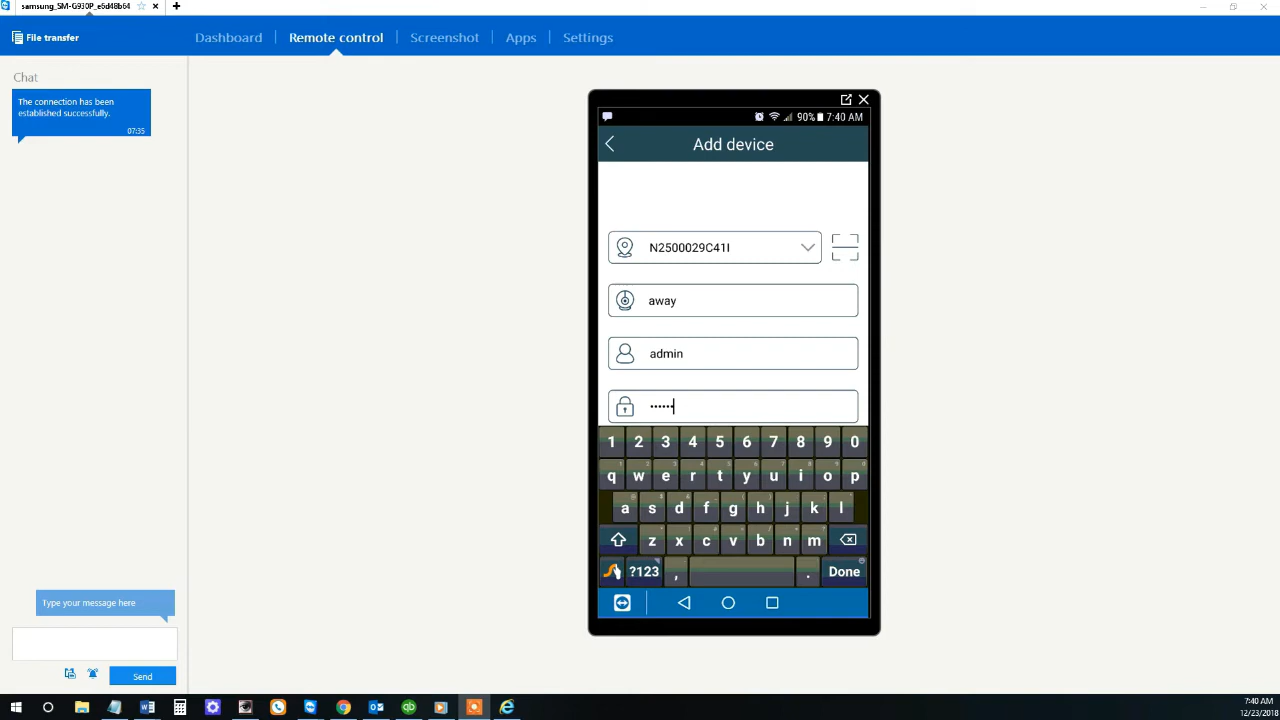 samsung_SM-G930P_e6d48b64
File transfer
Dashboard
Remote control
Screenshot
Apps
Settings
Chat
The connection has been
established successfully.
07:35
90% 7:40 AM
Add device
N2500029C41I
away
admin
••••••
1 2 3 4 5 6 7 8 9 0
q w e r t y u i o p
a s d f g h j k l
z x c v b n m
?123 , . Done
Type your message here
Send
7:40 AM
12/23/2018